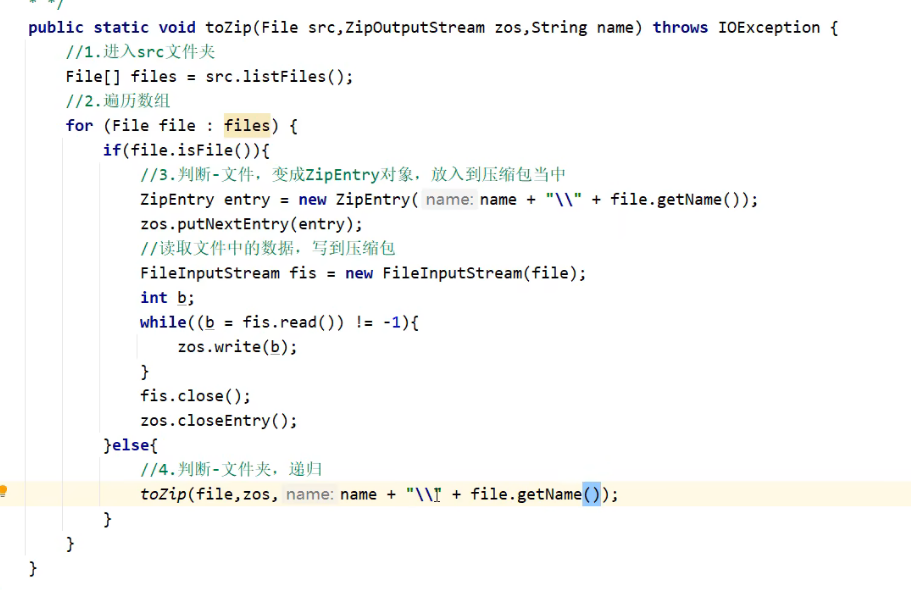 * */
public static void toZip(File src,ZipOutputStream zos,String name) throws IOException {
//1.进入src文件夹
File[] files = src.listFiles();
//2.遍历数组
for (File file : files) {
if(file.isFile()){
//3.判断-文件，变成ZipEntry对象，放入到压缩包当中
ZipEntry entry = new ZipEntry( name: name + "\\" + file.getName());
zos.putNextEntry(entry);
//读取文件中的数据，写到压缩包
FileInputStream fis = new FileInputStream(file);
int b;
while((b = fis.read()) != -1){
zos.write(b);
}
fis.close();
zos.closeEntry();
}else{
//4.判断-文件夹，递归
toZip(file,zos, name: name + "\\" + file.getName());
}
}
}